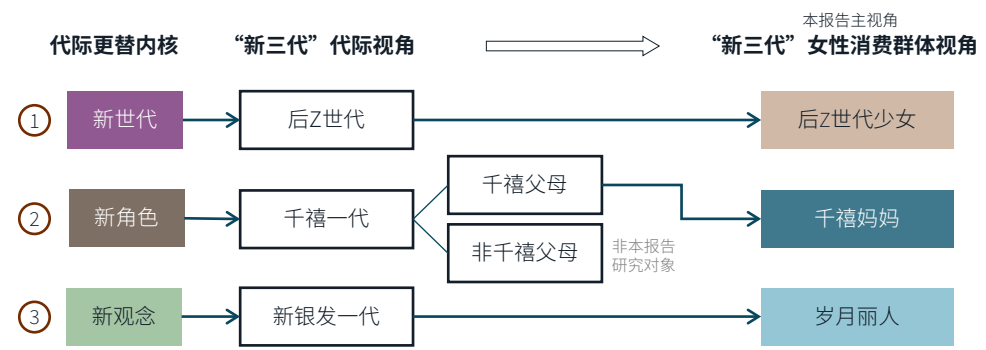 本报告主视角
代际更替内核
“新三代”代际视角
“新三代”女性消费群体视角
1
新世代
后Z世代
后Z世代少女
2
新角色
千禧一代
千禧父母
非千禧父母
非本报告
研究对象
千禧妈妈
3
新观念
新银发一代
岁月丽人